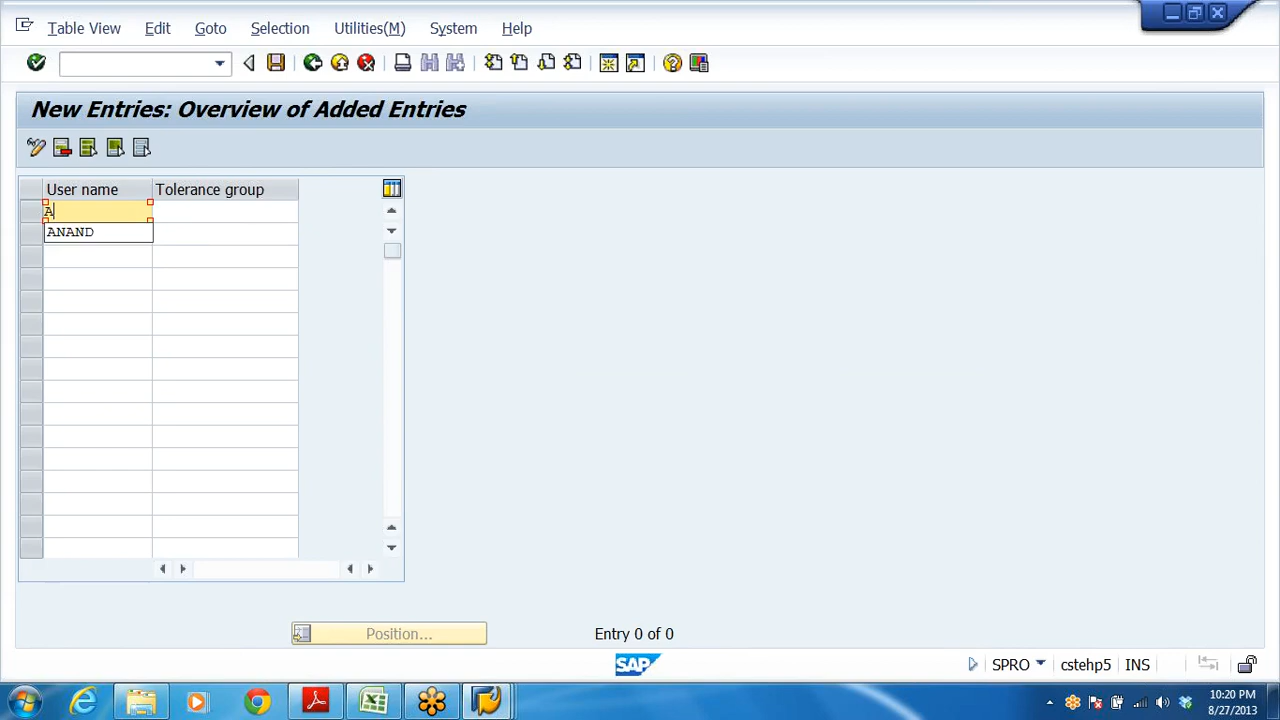 Table View Edit Goto Selection Utilities(M) System Help
New Entries: Overview of Added Entries
User name Tolerance group
A
ANAND
Position... Entry 0 of 0
SAP SPRO cstehp5 INS
10:20 PM
8/27/2013